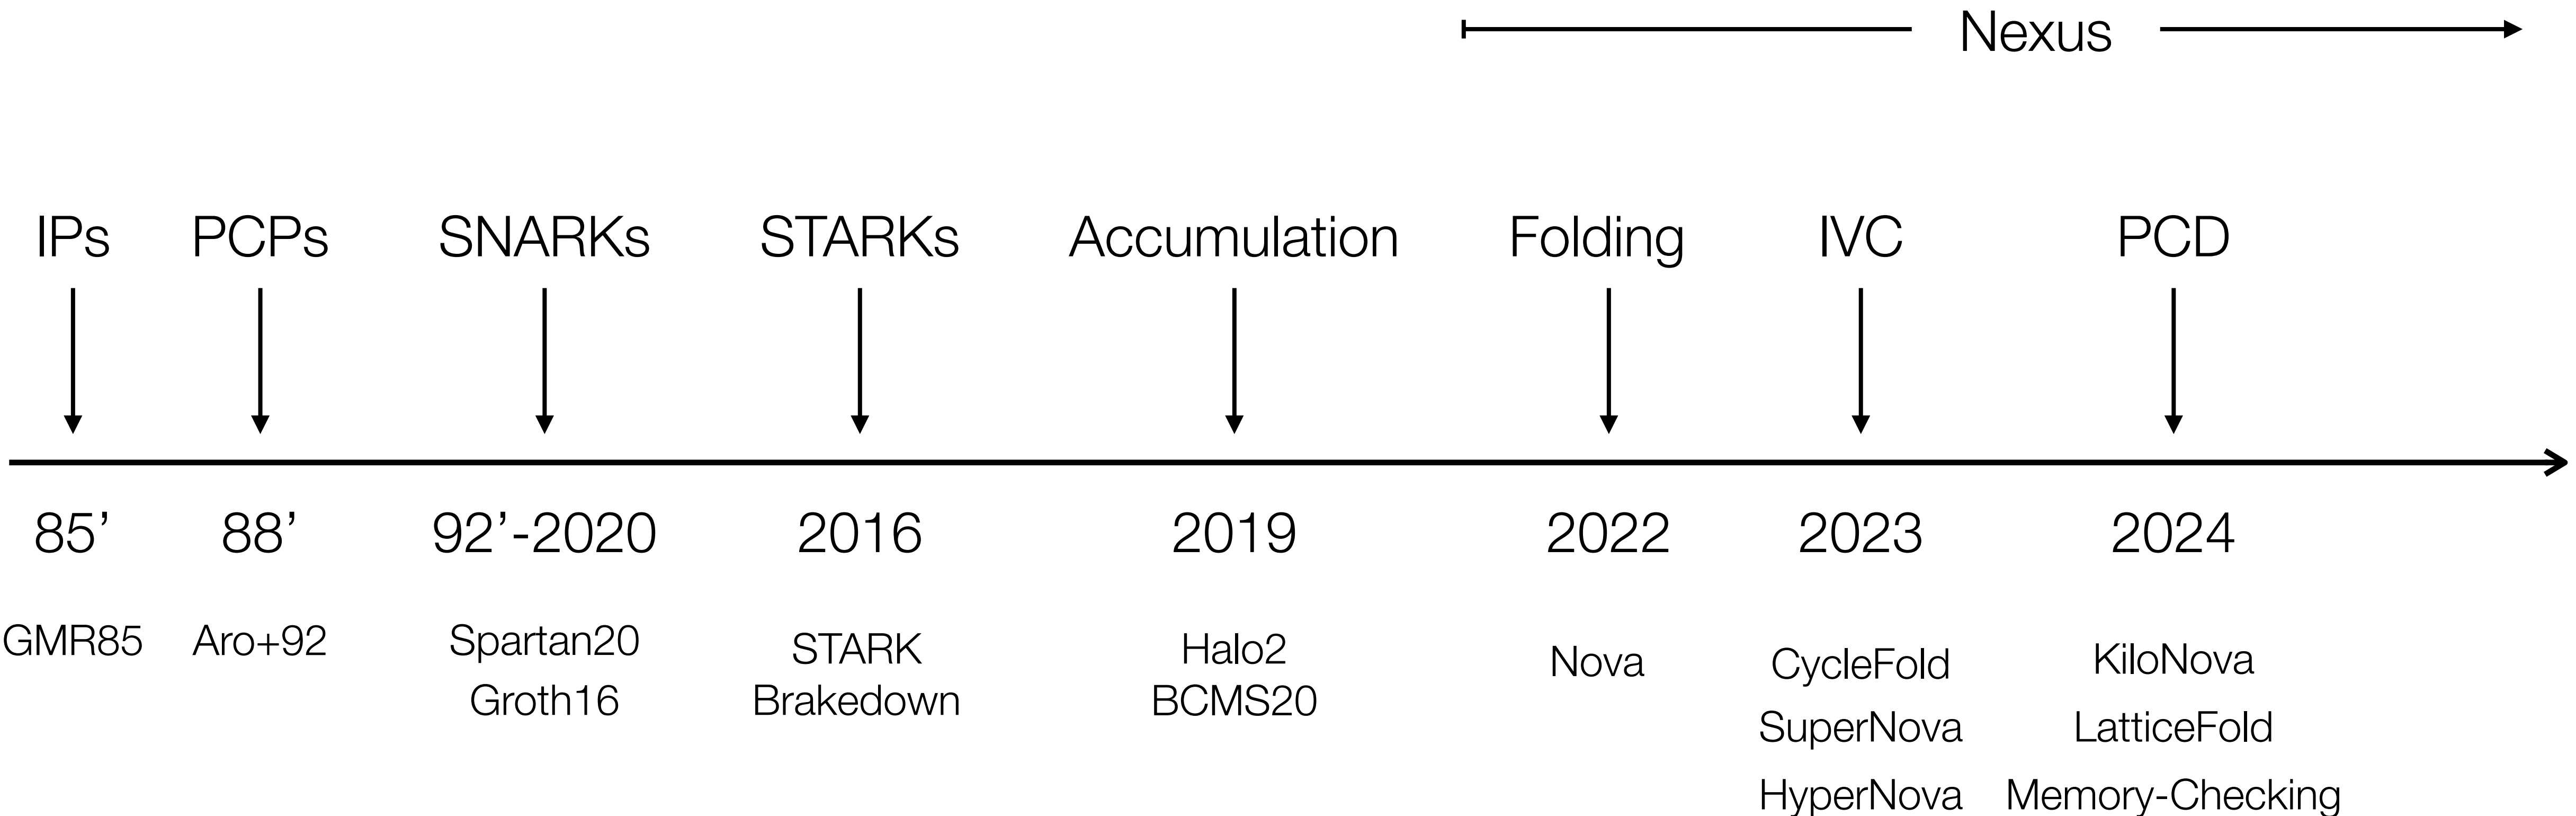 Nexus
IPs PCPs SNARKs STARKs Accumulation Folding IVC PCD
85’ 88’ 92’-2020 2016 2019 2022 2023 2024
GMR85 Aro+92 Spartan20 STARK Halo2 Nova CycleFold KiloNova
Groth16 Brakedown BCMS20 SuperNova LatticeFold
HyperNova Memory-Checking